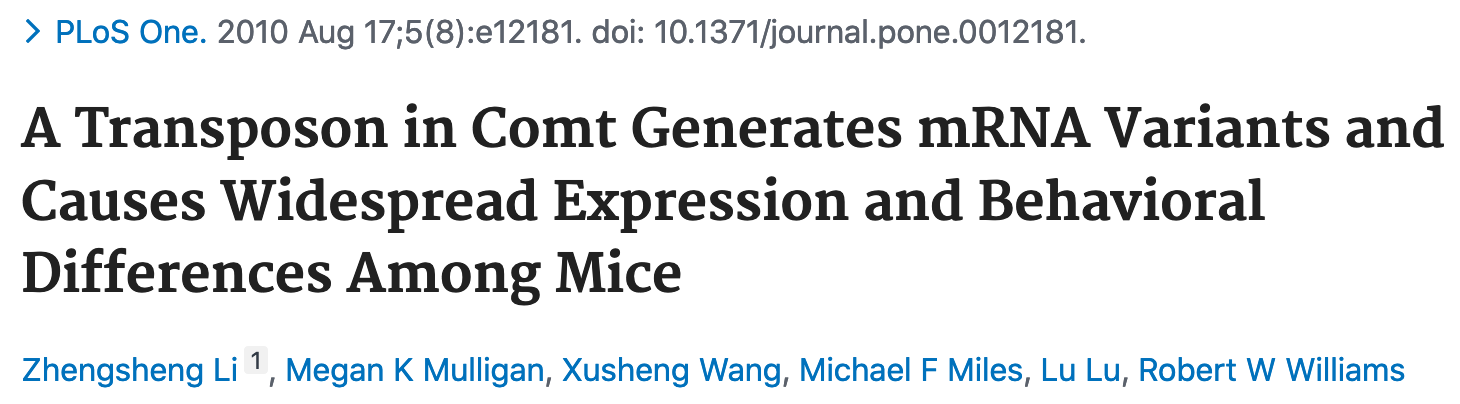 > PLoS One. 2010 Aug 17;5(8):e12181. doi: 10.1371/journal.pone.0012181.
A Transposon in Comt Generates mRNA Variants and
Causes Widespread Expression and Behavioral
Differences Among Mice
Zhengsheng Li 1, Megan K Mulligan, Xusheng Wang, Michael F Miles, Lu Lu, Robert W Williams